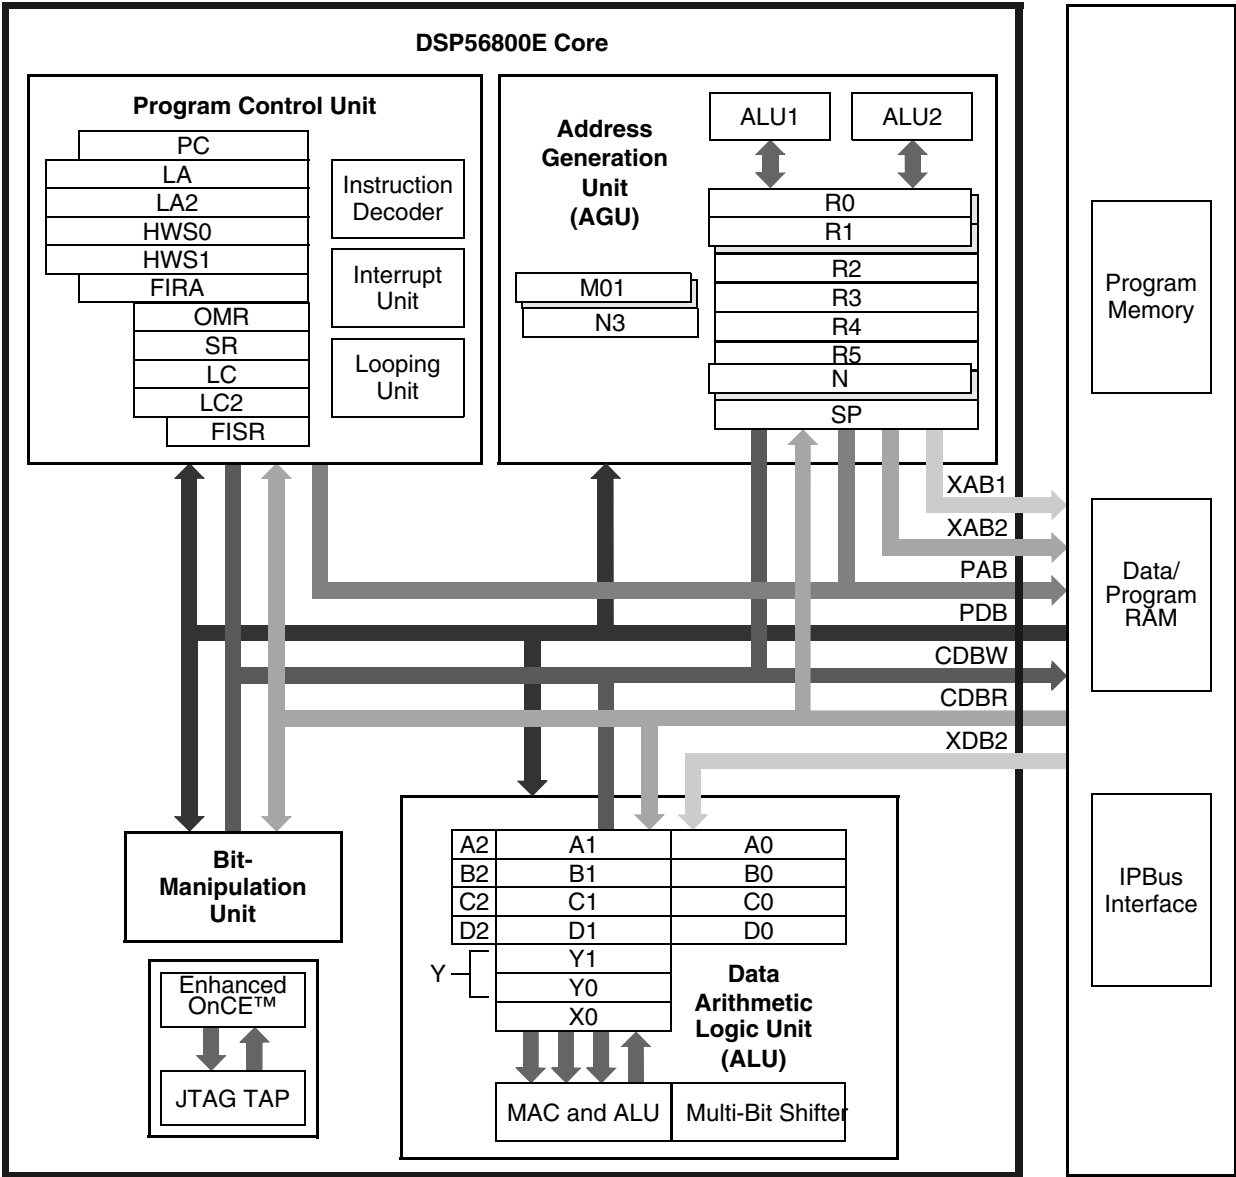 DSP56800E Core
Program Control Unit
PC
LA
LA2
HWS0
HWS1
FIRA
OMR
SR
LC
LC2
FISR
Instruction
Decoder
Interrupt
Unit
Looping
Unit
Address
Generation
Unit
(AGU)
ALU1
ALU2
R0
R1
R2
R3
R4
R5
N
SP
M01
N3
XAB1
XAB2
PAB
PDB
CDBW
CDBR
XDB2
Program
Memory
Data/
Program
RAM
IPBus
Interface
Bit-
Manipulation
Unit
Enhanced
OnCE™
JTAG TAP
A2
A1
A0
B2
B1
B0
C2
C1
C0
D2
D1
D0
Y
Y1
Y0
X0
Data
Arithmetic
Logic Unit
(ALU)
MAC and ALU
Multi-Bit Shifter